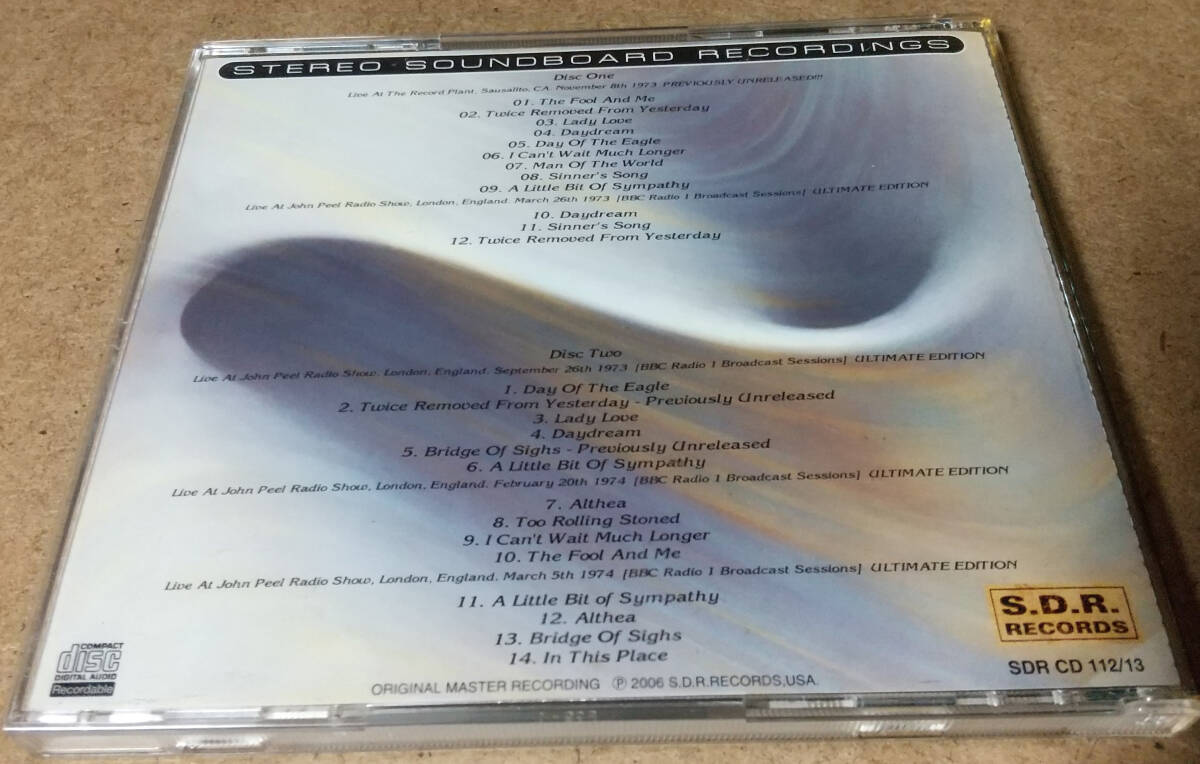 STEREO SOUNDBOARD RECORDINGS
Disc One
Live At The Record Plant, Sausalito, CA. November 8th 1973 PREVIOUSLY UNRELEASED!!!
01. The Fool And Me
02. Twice Removed From Yesterday
03. Lady Love
04. Daydream
05. Day Of The Eagle
06. I Can't Wait Much Longer
07. Man Of The World
08. Sinner's Song
09. A Little Bit Of Sympathy
Live At John Peel Radio Show, London, England. March 26th 1973 [BBC Radio 1 Broadcast Sessions] ULTIMATE EDITION
10. Daydream
11. Sinner's Song
12. Twice Removed From Yesterday
Disc Two
Live At John Peel Radio Show, London, England. September 26th 1973 [BBC Radio 1 Broadcast Sessions] ULTIMATE EDITION
1. Day Of The Eagle
2. Twice Removed From Yesterday - Previously Unreleased
3. Lady Love
4. Daydream
5. Bridge Of Sighs - Previously Unreleased
6. A Little Bit Of Sympathy
Live At John Peel Radio Show, London, England. February 20th 1974 [BBC Radio 1 Broadcast Sessions] ULTIMATE EDITION
7. Althea
8. Too Rolling Stoned
9. I Can't Wait Much Longer
10. The Fool And Me
Live At John Peel Radio Show, London, England. March 5th 1974 [BBC Radio 1 Broadcast Sessions] ULTIMATE EDITION
11. A Little Bit of Sympathy
12. Althea
13. Bridge Of Sighs
14. In This Place
S.D.R.
RECORDS
SDR CD 112/13
COMPACT
disc
DIGITAL AUDIO
Recordable
ORIGINAL MASTER RECORDING ℗ 2006 S.D.R.RECORDS,USA.